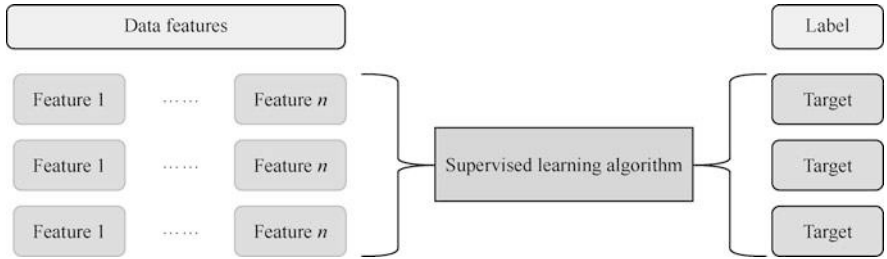 Data features
Label
Feature 1 …… Feature n
Target
Feature 1 …… Feature n
Supervised learning algorithm
Target
Feature 1 …… Feature n
Target